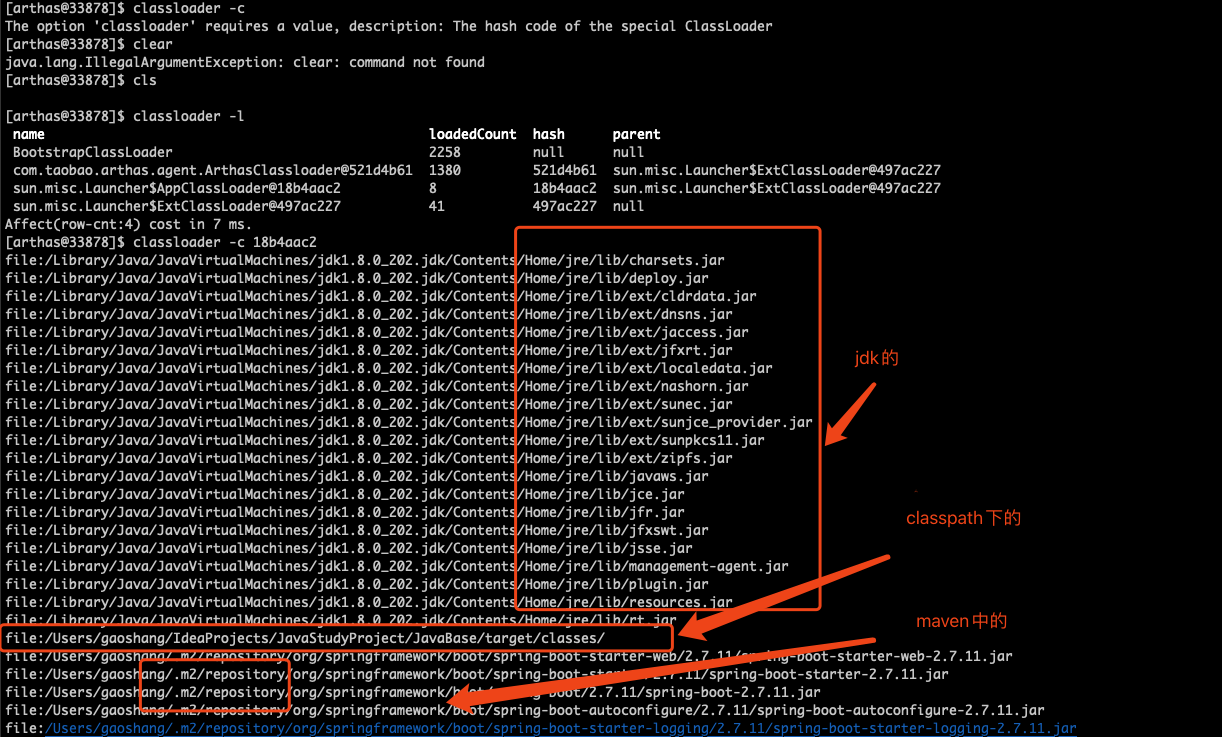 [arthas@33878]$ classloader -c
The option 'classloader' requires a value, description: The hash code of the special ClassLoader
[arthas@33878]$ clear
java.lang.IllegalArgumentException: clear: command not found
[arthas@33878]$ cls
[arthas@33878]$ classloader -l
name loadedCount hash parent
BootstrapClassLoader 2258 null null
com.taobao.arthas.agent.ArthasClassloader@521d4b61 1380 521d4b61 sun.misc.Launcher$ExtClassLoader@497ac227
sun.misc.Launcher$AppClassLoader@18b4aac2 8 18b4aac2 sun.misc.Launcher$ExtClassLoader@497ac227
sun.misc.Launcher$ExtClassLoader@497ac227 41 497ac227 null
Affect(row-cnt:4) cost in 7 ms.
[arthas@33878]$ classloader -c 18b4aac2
file:/Library/Java/JavaVirtualMachines/jdk1.8.0_202.jdk/Contents/Home/jre/lib/charsets.jar
file:/Library/Java/JavaVirtualMachines/jdk1.8.0_202.jdk/Contents/Home/jre/lib/deploy.jar
file:/Library/Java/JavaVirtualMachines/jdk1.8.0_202.jdk/Contents/Home/jre/lib/ext/cldrdata.jar
file:/Library/Java/JavaVirtualMachines/jdk1.8.0_202.jdk/Contents/Home/jre/lib/ext/dnsns.jar
file:/Library/Java/JavaVirtualMachines/jdk1.8.0_202.jdk/Contents/Home/jre/lib/ext/jaccess.jar
file:/Library/Java/JavaVirtualMachines/jdk1.8.0_202.jdk/Contents/Home/jre/lib/ext/jfxrt.jar
jdk的
file:/Library/Java/JavaVirtualMachines/jdk1.8.0_202.jdk/Contents/Home/jre/lib/ext/localedata.jar
file:/Library/Java/JavaVirtualMachines/jdk1.8.0_202.jdk/Contents/Home/jre/lib/ext/nashorn.jar
file:/Library/Java/JavaVirtualMachines/jdk1.8.0_202.jdk/Contents/Home/jre/lib/ext/sunec.jar
file:/Library/Java/JavaVirtualMachines/jdk1.8.0_202.jdk/Contents/Home/jre/lib/ext/sunjce_provider.jar
file:/Library/Java/JavaVirtualMachines/jdk1.8.0_202.jdk/Contents/Home/jre/lib/ext/sunpkcs11.jar
file:/Library/Java/JavaVirtualMachines/jdk1.8.0_202.jdk/Contents/Home/jre/lib/ext/zipfs.jar
file:/Library/Java/JavaVirtualMachines/jdk1.8.0_202.jdk/Contents/Home/jre/lib/javaws.jar
file:/Library/Java/JavaVirtualMachines/jdk1.8.0_202.jdk/Contents/Home/jre/lib/jce.jar
file:/Library/Java/JavaVirtualMachines/jdk1.8.0_202.jdk/Contents/Home/jre/lib/jfr.jar
classpath下的
file:/Library/Java/JavaVirtualMachines/jdk1.8.0_202.jdk/Contents/Home/jre/lib/jfxswt.jar
file:/Library/Java/JavaVirtualMachines/jdk1.8.0_202.jdk/Contents/Home/jre/lib/jsse.jar
file:/Library/Java/JavaVirtualMachines/jdk1.8.0_202.jdk/Contents/Home/jre/lib/management-agent.jar
file:/Library/Java/JavaVirtualMachines/jdk1.8.0_202.jdk/Contents/Home/jre/lib/plugin.jar
file:/Library/Java/JavaVirtualMachines/jdk1.8.0_202.jdk/Contents/Home/jre/lib/resources.jar
file:/Library/Java/JavaVirtualMachines/jdk1.8.0_202.jdk/Contents/Home/jre/lib/rt.jar
maven中的
file:/Users/gaoshang/IdeaProjects/JavaStudyProject/JavaBase/target/classes/
file:/Users/gaoshang/.m2/repository/org/springframework/boot/spring-boot-starter-web/2.7.11/spring-boot-starter-web-2.7.11.jar
file:/Users/gaoshang/.m2/repository/org/springframework/boot/spring-boot-starter/2.7.11/spring-boot-starter-2.7.11.jar
file:/Users/gaoshang/.m2/repository/org/springframework/boot/spring-boot/2.7.11/spring-boot-2.7.11.jar
file:/Users/gaoshang/.m2/repository/org/springframework/boot/spring-boot-autoconfigure/2.7.11/spring-boot-autoconfigure-2.7.11.jar
file:/Users/gaoshang/.m2/repository/org/springframework/boot/spring-boot-starter-logging/2.7.11/spring-boot-starter-logging-2.7.11.jar